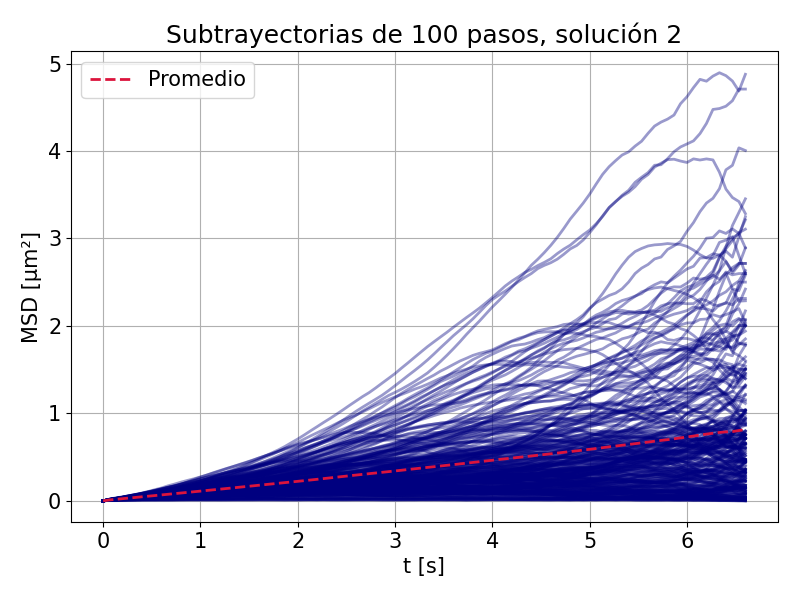 Subtrayectorias de 100 pasos, solución 2
Promedio
MSD [μm²]
5
4
3
2
1
0
0 1 2 3 4 5 6
t [s]